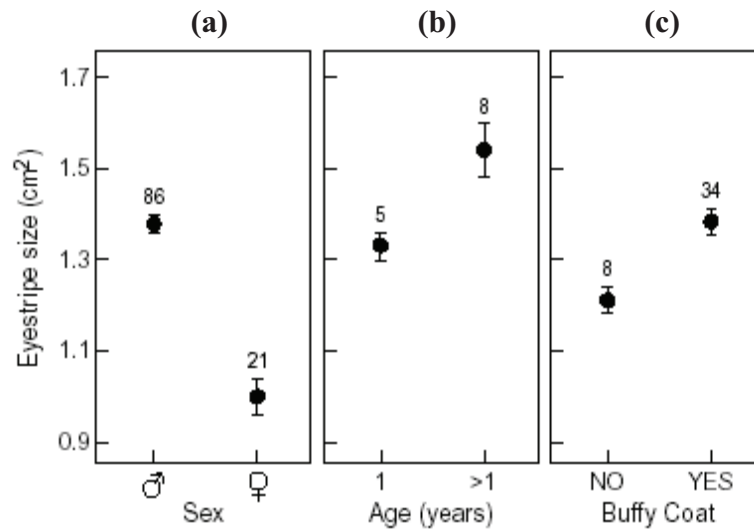 (a) (b) (c)
Eyestripe size (cm²)
1.7
1.5
1.3
1.1
0.9
86
21
♂ ♀
Sex
5
8
1 >1
Age (years)
8
34
NO YES
Buffy Coat